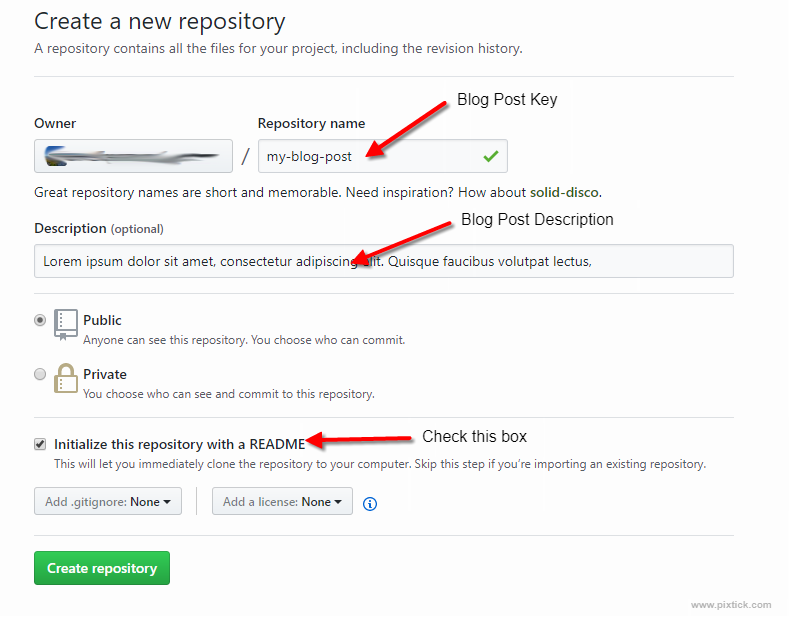 Create a new repository
A repository contains all the files for your project, including the revision history.
Blog Post Key
Owner
Repository name
/
my-blog-post
Great repository names are short and memorable. Need inspiration? How about solid-disco.
Blog Post Description
Description (optional)
Lorem ipsum dolor sit amet, consectetur adipiscing elit. Quisque faucibus volutpat lectus,
Public
Anyone can see this repository. You choose who can commit.
Private
You choose who can see and commit to this repository.
Check this box
Initialize this repository with a README
This will let you immediately clone the repository to your computer. Skip this step if you're importing an existing repository.
Add .gitignore: None
Add a license: None
Create repository
www.pixtick.com